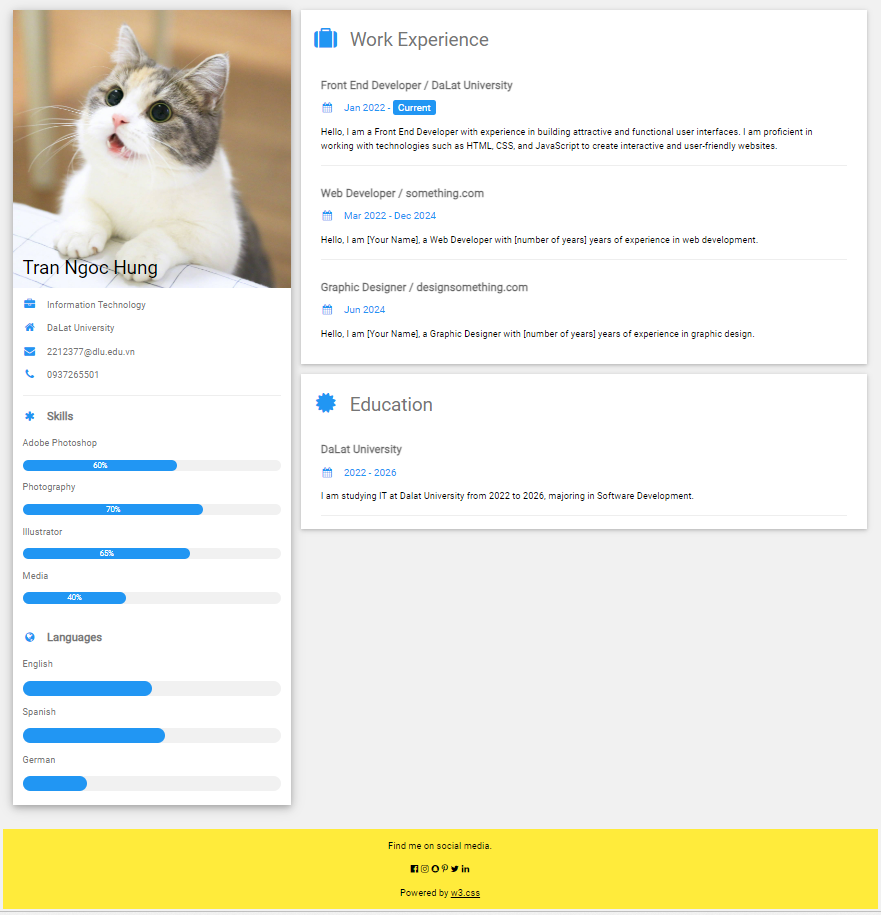 Tran Ngoc Hung
Information Technology
DaLat University
2212377@dlu.edu.vn
0937265501
Skills
Adobe Photoshop
60%
Photography
70%
Illustrator
65%
Media
40%
Languages
English
Spanish
German
Work Experience
Front End Developer / DaLat University
Jan 2022 - Current
Hello, I am a Front End Developer with experience in building attractive and functional user interfaces. I am proficient in
working with technologies such as HTML, CSS, and JavaScript to create interactive and user-friendly websites.
Web Developer / something.com
Mar 2022 - Dec 2024
Hello, I am [Your Name], a Web Developer with [number of years] years of experience in web development.
Graphic Designer / designsomething.com
Jun 2024
Hello, I am [Your Name], a Graphic Designer with [number of years] years of experience in graphic design.
Education
DaLat University
2022 - 2026
I am studying IT at Dalat University from 2022 to 2026, majoring in Software Development.
Find me on social media.
Powered by w3.css